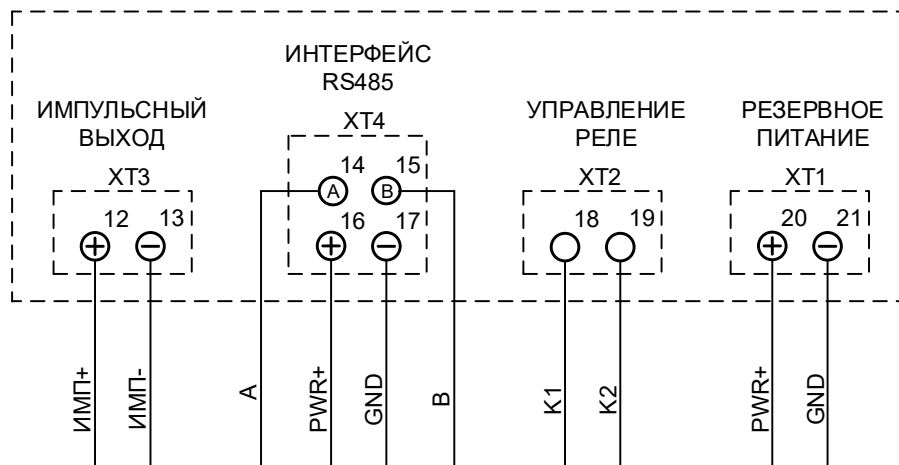 ИМПУЛЬСНЫЙ
ВЫХОД
XT3
12 13
+ −
ИМП+
ИМП-
ИНТЕРФЕЙС
RS485
XT4
14 15
A B
16 17
+ −
A
PWR+
GND
B
УПРАВЛЕНИЕ
РЕЛЕ
XT2
18 19
K1
K2
РЕЗЕРВНОЕ
ПИТАНИЕ
XT1
20 21
+ −
PWR+
GND